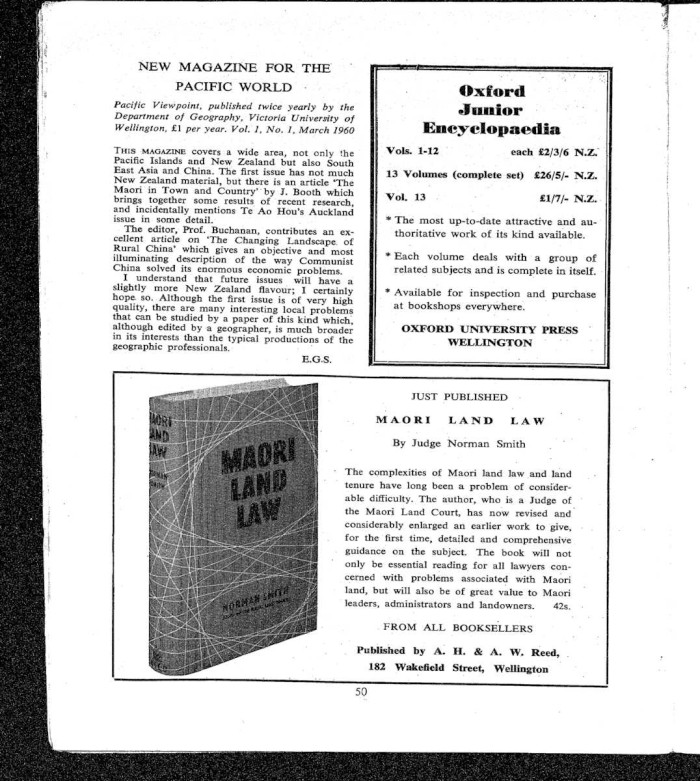 NEW MAGAZINE FOR THE
PACIFIC WORLD
Pacific Viewpoint, published twice yearly by the
Department of Geography, Victoria University of
Wellington, £1 per year. Vol. 1, No. 1, March 1960
THIS MAGAZINE covers a wide area, not only the
Pacific Islands and New Zealand but also South
East Asia and China. The first issue has not much
New Zealand material, but there is an article 'The
Maori in Town and Country' by J. Booth which
brings together some results of recent research,
and incidentally mentions Te Ao Hou's Auckland
issue in some detail.
The editor, Prof. Buchanan, contributes an ex-
cellent article on 'The Changing Landscape of
Rural China' which gives an objective and most
illuminating description of the way Communist
China solved its enormous economic problems.
I understand that future issues will have a
slightly more New Zealand flavour; I certainly
hope so. Although the first issue is of very high
quality, there are many interesting local problems
that can be studied by a paper of this kind which,
although edited by a geographer, is much broader
in its interests than the typical productions of the
geographic professionals.
E.G.S.
Oxford
Junior
Encyclopaedia
Vols. 1-12 each £2/3/6 N.Z.
13 Volumes (complete set) £26/5/- N.Z.
Vol. 13 £1/7/- N.Z.
* The most up-to-date attractive and au-
thoritative work of its kind available.
* Each volume deals with a group of
related subjects and is complete in itself.
* Available for inspection and purchase
at bookshops everywhere.
OXFORD UNIVERSITY PRESS
WELLINGTON
MAORI
LAND
LAW
NORMAN SMITH
JUST PUBLISHED
MAORI LAND LAW
By Judge Norman Smith
The complexities of Maori land law and land
tenure have long been a problem of consider-
able difficulty. The author, who is a Judge of
the Maori Land Court, has now revised and
considerably enlarged an earlier work to give,
for the first time, detailed and comprehensive
guidance on the subject. The book will not
only be essential reading for all lawyers con-
cerned with problems associated with Maori
land, but will also be of great value to Maori
leaders, administrators and landowners. 42s.
FROM ALL BOOKSELLERS
Published by A. H. & A. W. Reed,
182 Wakefield Street, Wellington
50